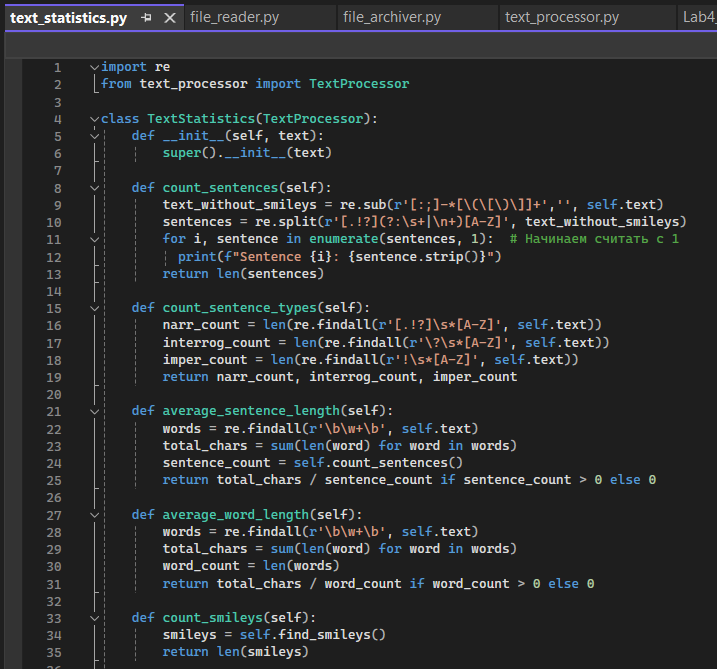 text_statistics.py file_reader.py file_archiver.py text_processor.py Lab4_
1 import re
2 from text_processor import TextProcessor
3
4 class TextStatistics(TextProcessor):
5     def __init__(self, text):
6         super().__init__(text)
7
8     def count_sentences(self):
9         text_without_smileys = re.sub(r'[:;]-*[\(\[\)\]]+','', self.text)
10         sentences = re.split(r'[.!?](?:\s+|\n+)[A-Z]', text_without_smileys)
11         for i, sentence in enumerate(sentences, 1):  # Начинаем считать с 1
12           print(f"Sentence {i}: {sentence.strip()}")
13         return len(sentences)
14
15     def count_sentence_types(self):
16         narr_count = len(re.findall(r'[.!?]\s*[A-Z]', self.text))
17         interrog_count = len(re.findall(r'\?\s*[A-Z]', self.text))
18         imper_count = len(re.findall(r'!\s*[A-Z]', self.text))
19         return narr_count, interrog_count, imper_count
20
21     def average_sentence_length(self):
22         words = re.findall(r'\b\w+\b', self.text)
23         total_chars = sum(len(word) for word in words)
24         sentence_count = self.count_sentences()
25         return total_chars / sentence_count if sentence_count > 0 else 0
26
27     def average_word_length(self):
28         words = re.findall(r'\b\w+\b', self.text)
29         total_chars = sum(len(word) for word in words)
30         word_count = len(words)
31         return total_chars / word_count if word_count > 0 else 0
32
33     def count_smileys(self):
34         smileys = self.find_smileys()
35         return len(smileys)